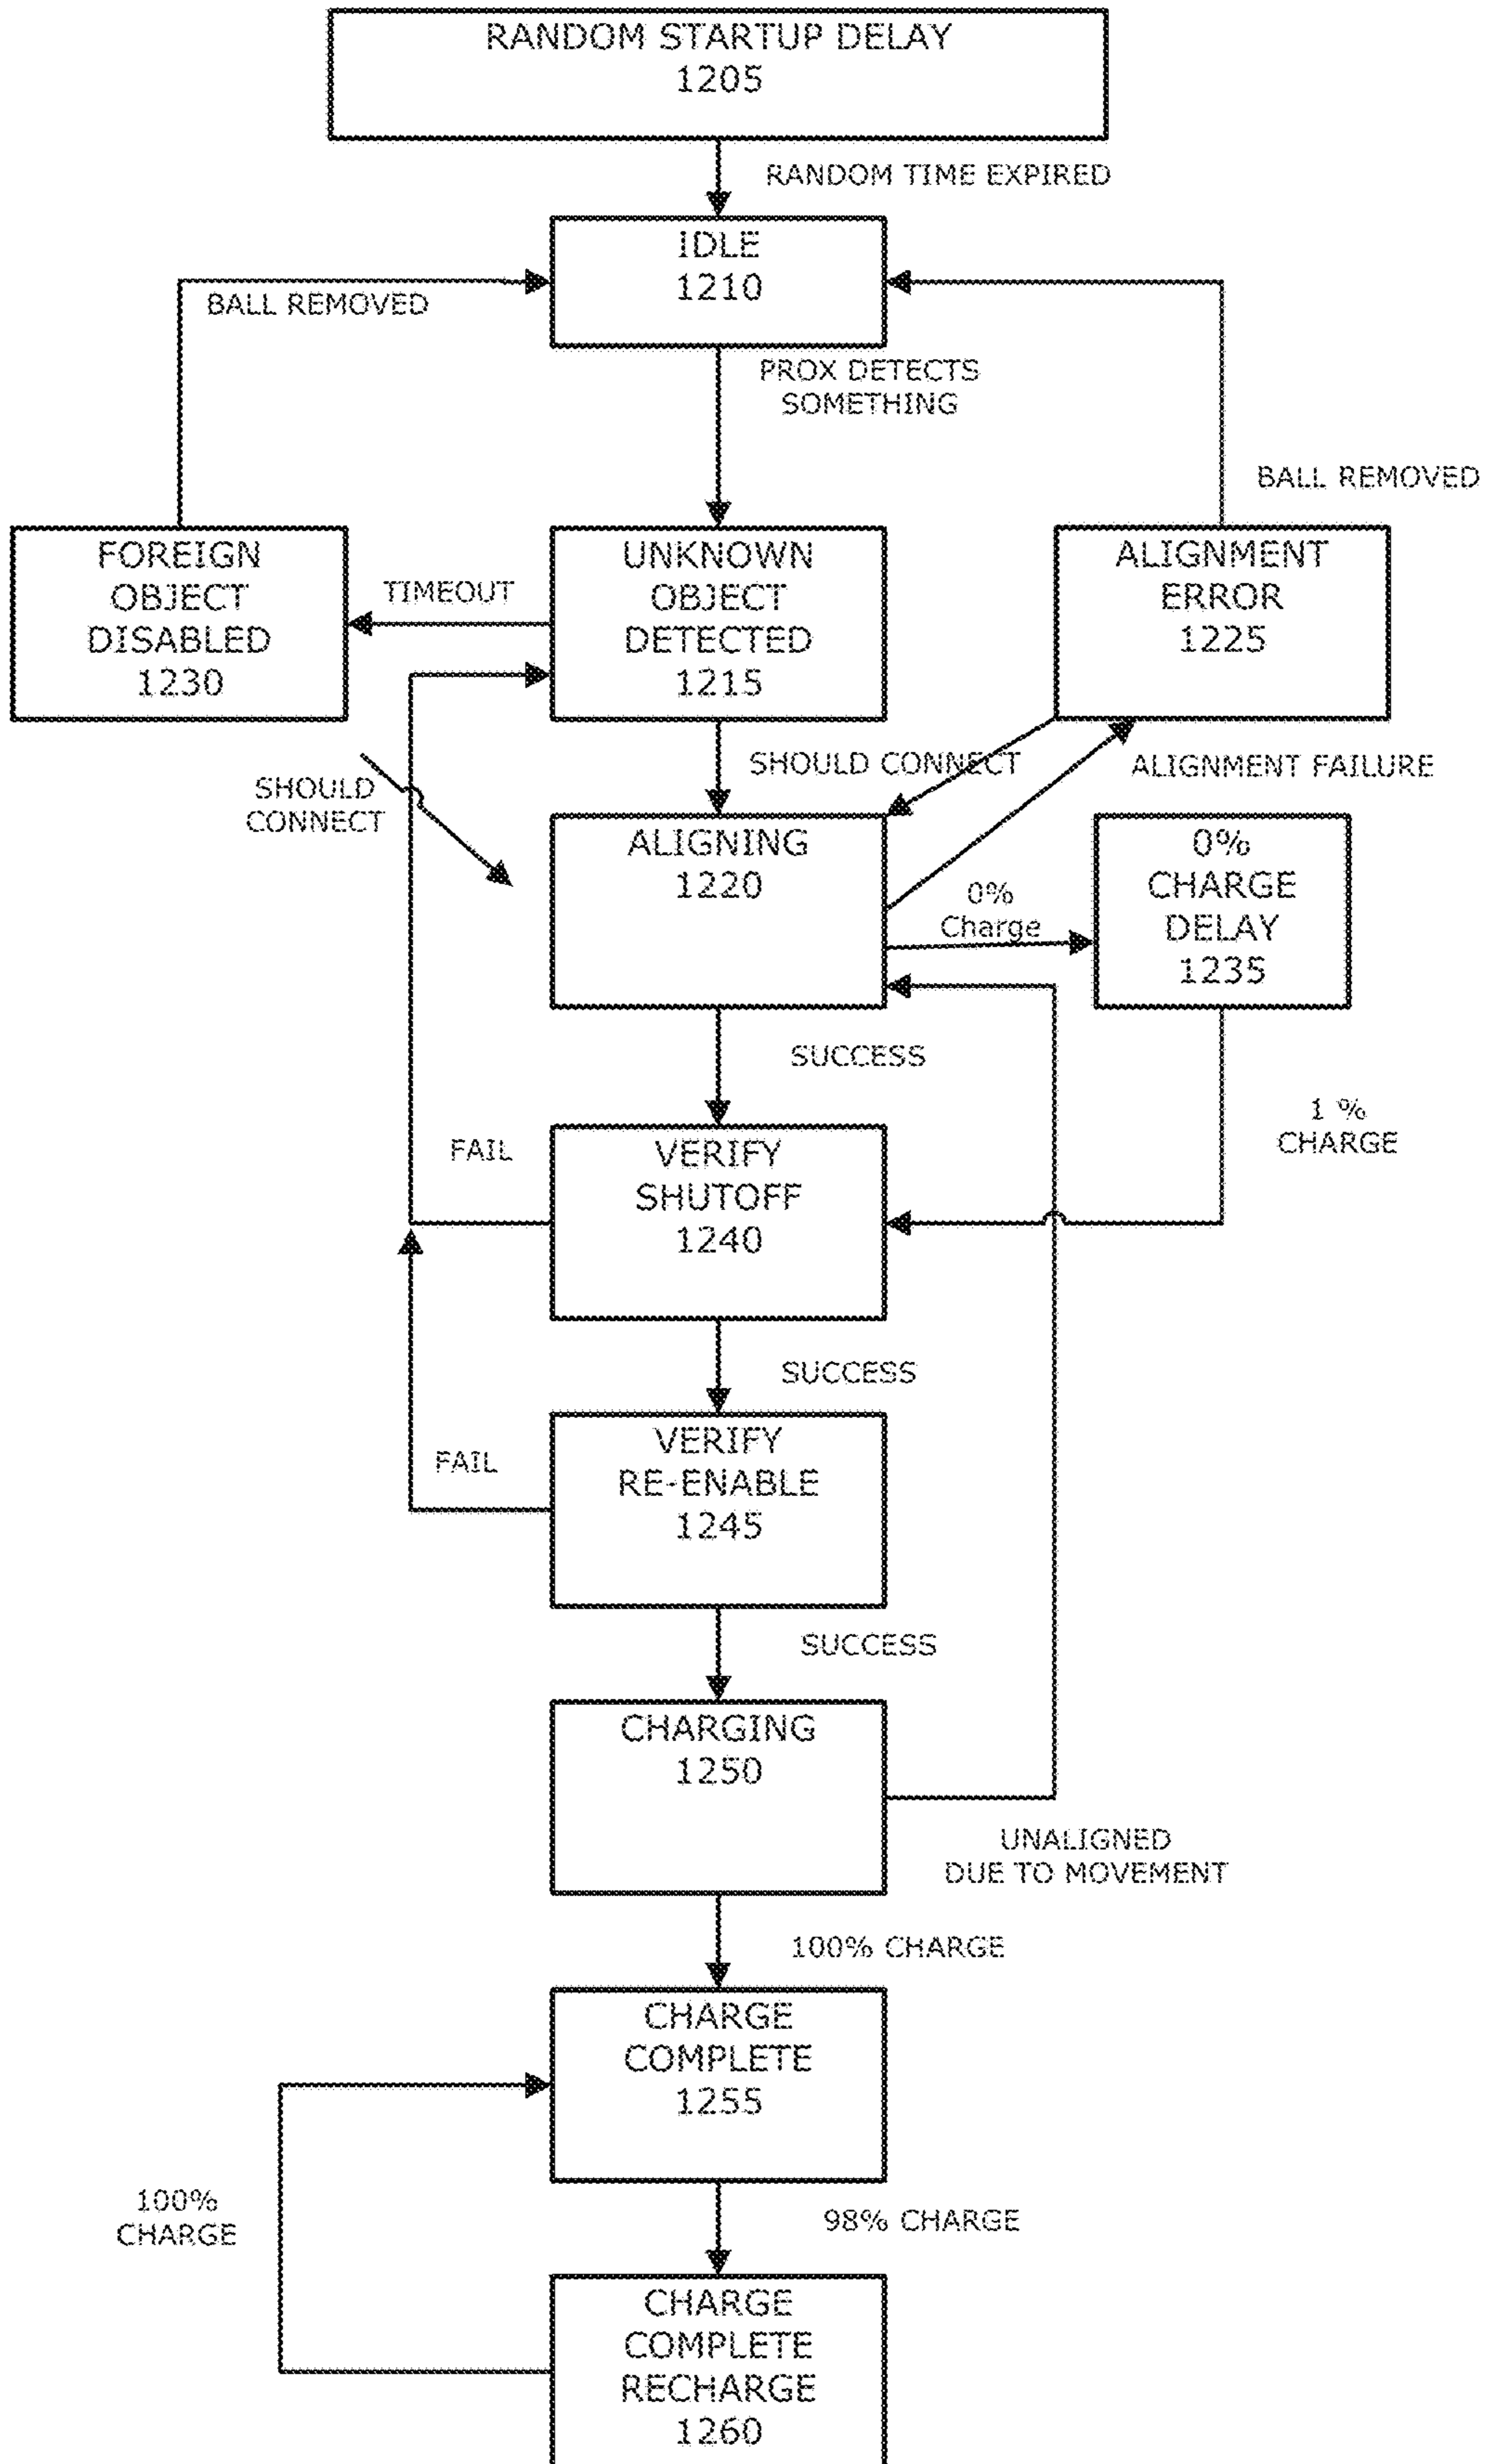 RANDOM STARTUP DELAY
1205
RANDOM TIME EXPIRED
IDLE
1210
BALL REMOVED
PROX DETECTS
SOMETHING
BALL REMOVED
FOREIGN
OBJECT
DISABLED
1230
TIMEOUT
UNKNOWN
OBJECT
DETECTED
1215
ALIGNMENT
ERROR
1225
SHOULD
CONNECT
SHOULD CONNECT
ALIGNMENT FAILURE
ALIGNING
1220
0%
Charge
0%
CHARGE
DELAY
1235
SUCCESS
1 %
CHARGE
FAIL
VERIFY
SHUTOFF
1240
SUCCESS
FAIL
VERIFY
RE-ENABLE
1245
SUCCESS
CHARGING
1250
UNALIGNED
DUE TO MOVEMENT
100% CHARGE
CHARGE
COMPLETE
1255
100%
CHARGE
98% CHARGE
CHARGE
COMPLETE
RECHARGE
1260